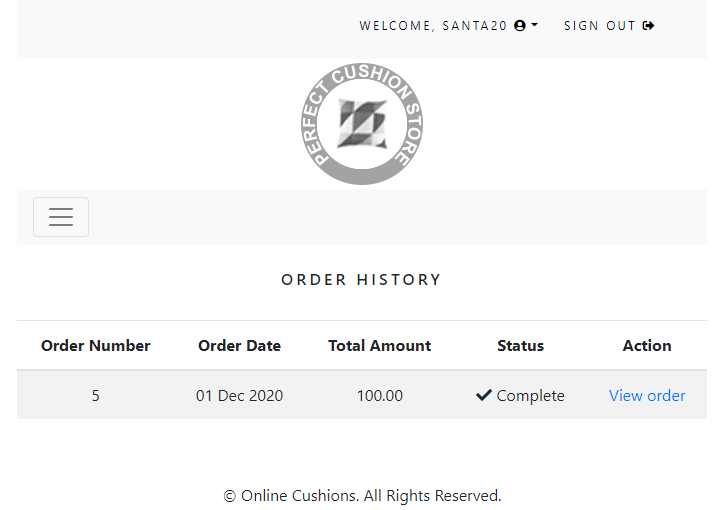 WELCOME, SANTA20 SIGN OUT
PERFECT CUSHION STORE
ORDER HISTORY
Order Number Order Date Total Amount Status Action
5 01 Dec 2020 100.00 Complete View order
© Online Cushions. All Rights Reserved.